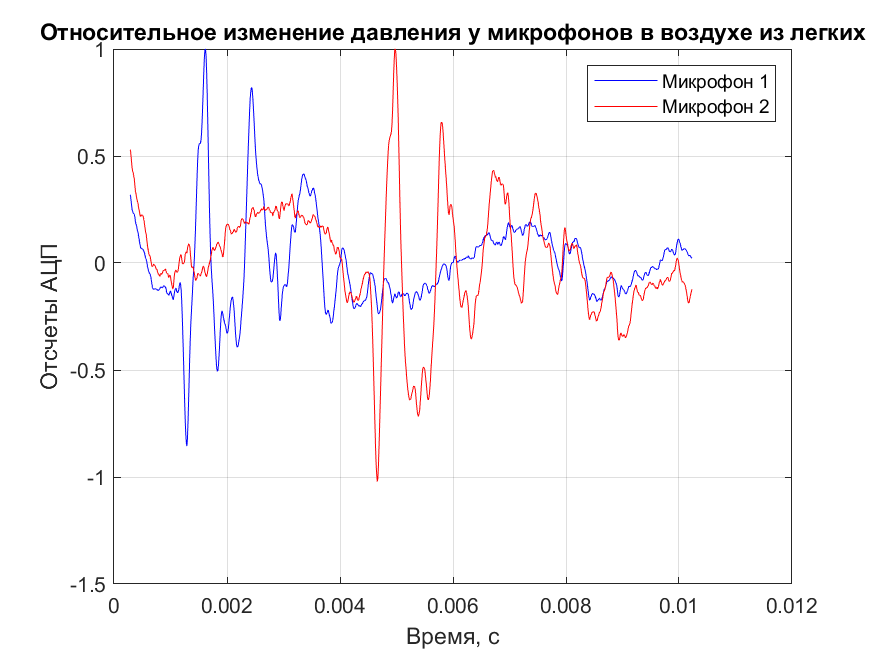 Относительное изменение давления у микрофонов в воздухе из легких
Микрофон 1
Микрофон 2
Отсчеты АЦП
1
0.5
0
-0.5
-1
-1.5
0
0.002
0.004
0.006
0.008
0.01
0.012
Время, с